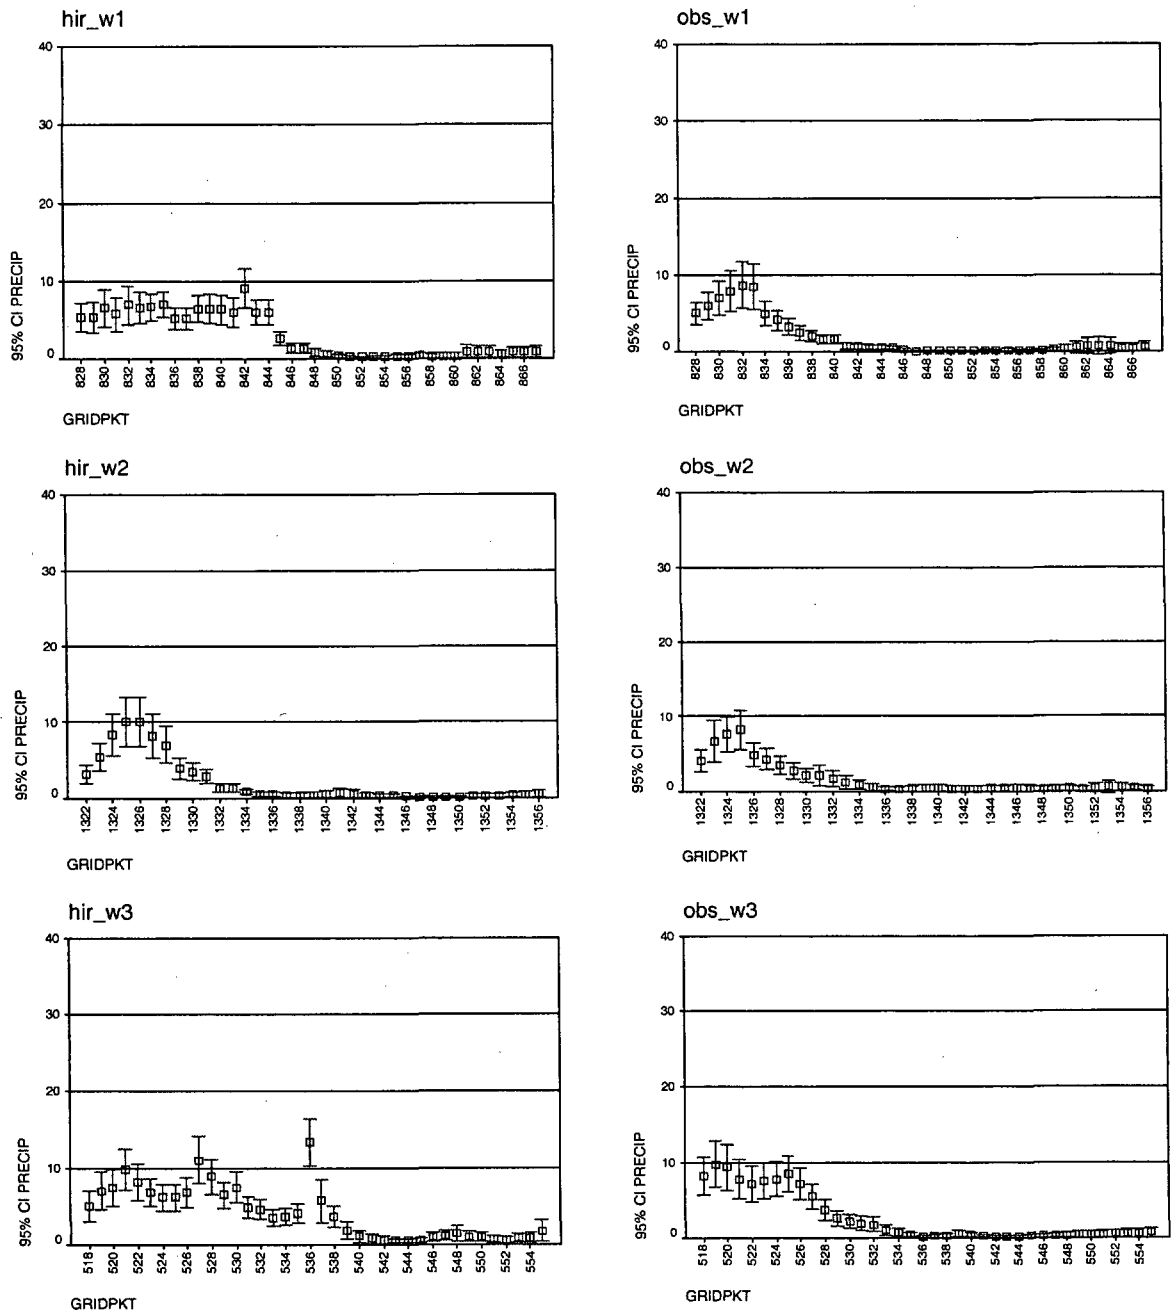 hir_w1
40
30
20
10
0
95% CI PRECIP
828 830 832 834 836 838 840 842 844 846 848 850 852 854 856 858 860 862 864 866
GRIDPKT
obs_w1
40
30
20
10
0
95% CI PRECIP
828 830 832 834 836 838 840 842 844 846 848 850 852 854 856 858 860 862 864 866
GRIDPKT
hir_w2
40
30
20
10
0
95% CI PRECIP
1322 1324 1326 1328 1330 1332 1334 1336 1338 1340 1342 1344 1346 1348 1350 1352 1354 1356
GRIDPKT
obs_w2
40
30
20
10
0
95% CI PRECIP
1322 1324 1326 1328 1330 1332 1334 1336 1338 1340 1342 1344 1346 1348 1350 1352 1354 1356
GRIDPKT
hir_w3
40
30
20
10
0
95% CI PRECIP
518 520 522 524 526 528 530 532 534 536 538 540 542 544 546 548 550 552 554
GRIDPKT
obs_w3
40
30
20
10
0
95% CI PRECIP
518 520 522 524 526 528 530 532 534 536 538 540 542 544 546 548 550 552 554
GRIDPKT